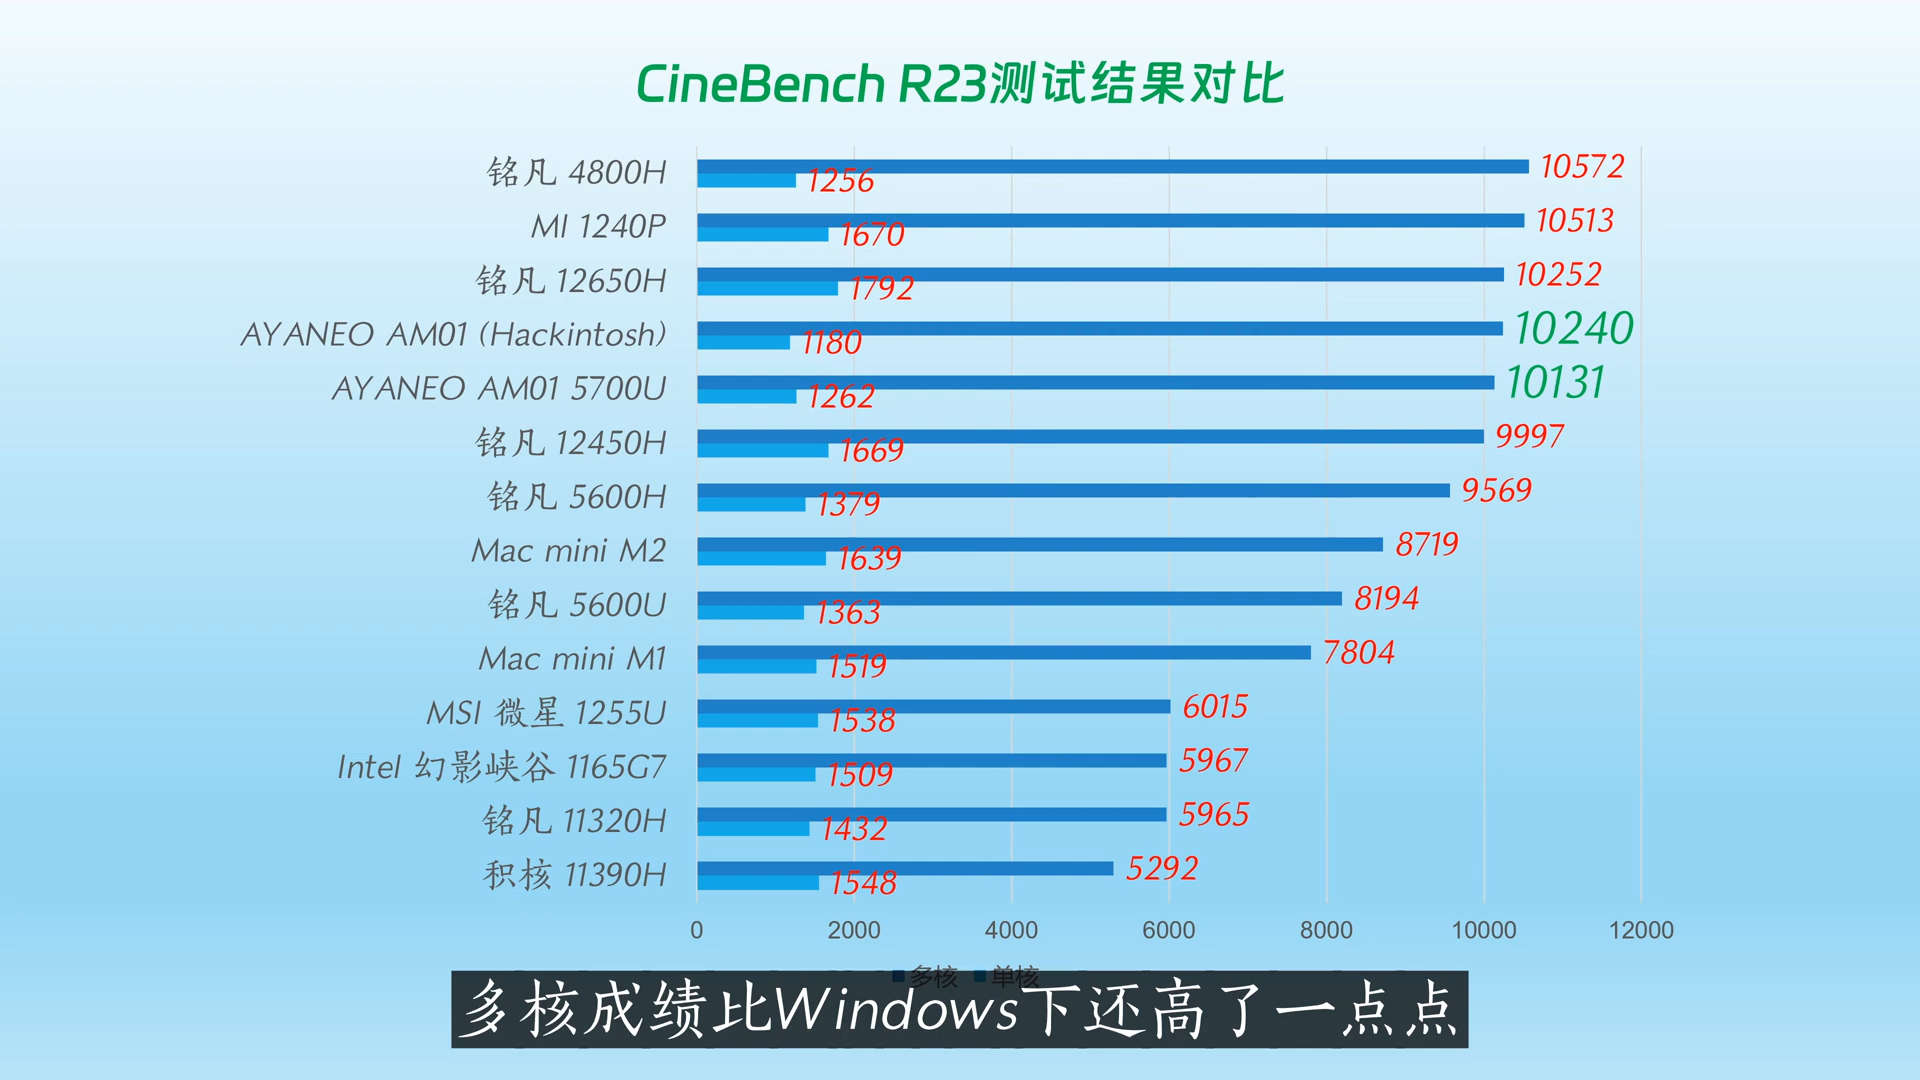 CineBench R23测试结果对比
铭凡 4800H 10572
1256
MI 1240P 10513
1670
铭凡 12650H 10252
1792
AYANEO AM01 (Hackintosh) 10240
1180
AYANEO AM01 5700U 10131
1262
铭凡 12450H 9997
1669
铭凡 5600H 9569
1379
Mac mini M2 8719
1639
铭凡 5600U 8194
1363
Mac mini M1 7804
1519
MSI 微星 1255U 6015
1538
Intel 幻影峡谷 1165G7 5967
1509
铭凡 11320H 5965
1432
积核 11390H 5292
1548
0 2000 4000 6000 8000 10000 12000
多核 单核
多核成绩比Windows下还高了一点点